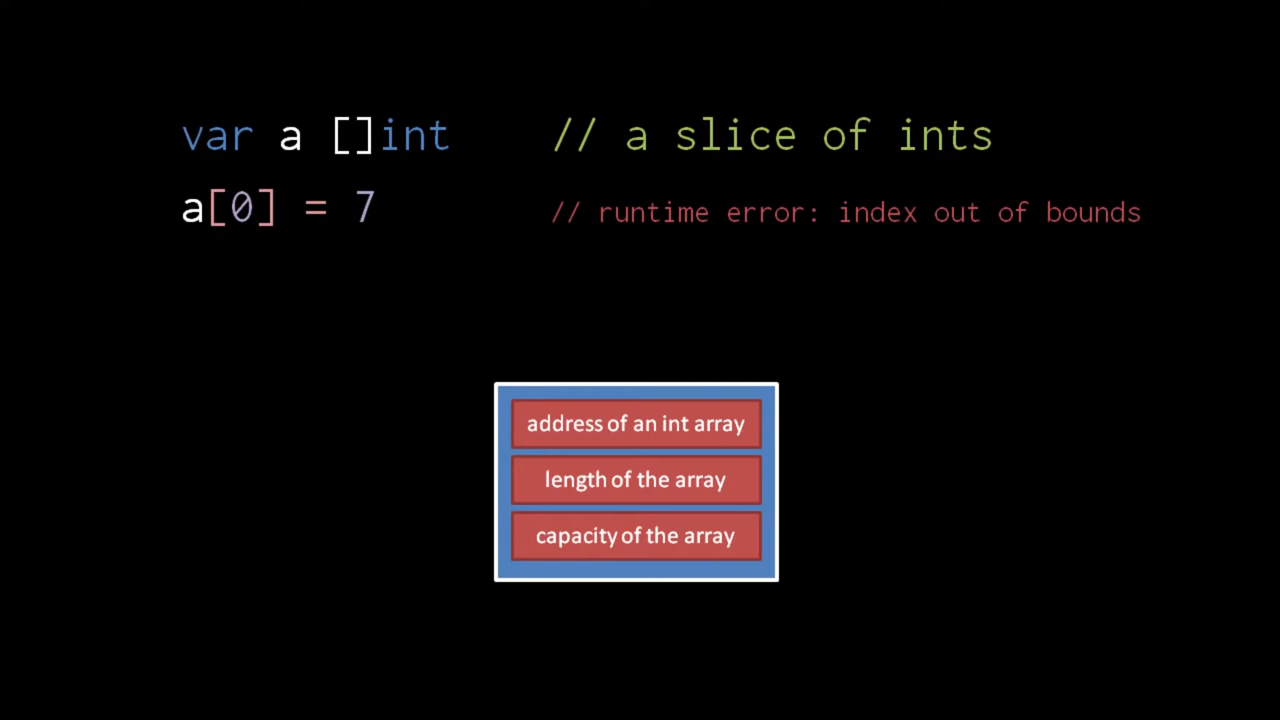 var a []int // a slice of ints
a[0] = 7 // runtime error: index out of bounds
address of an int array
length of the array
capacity of the array